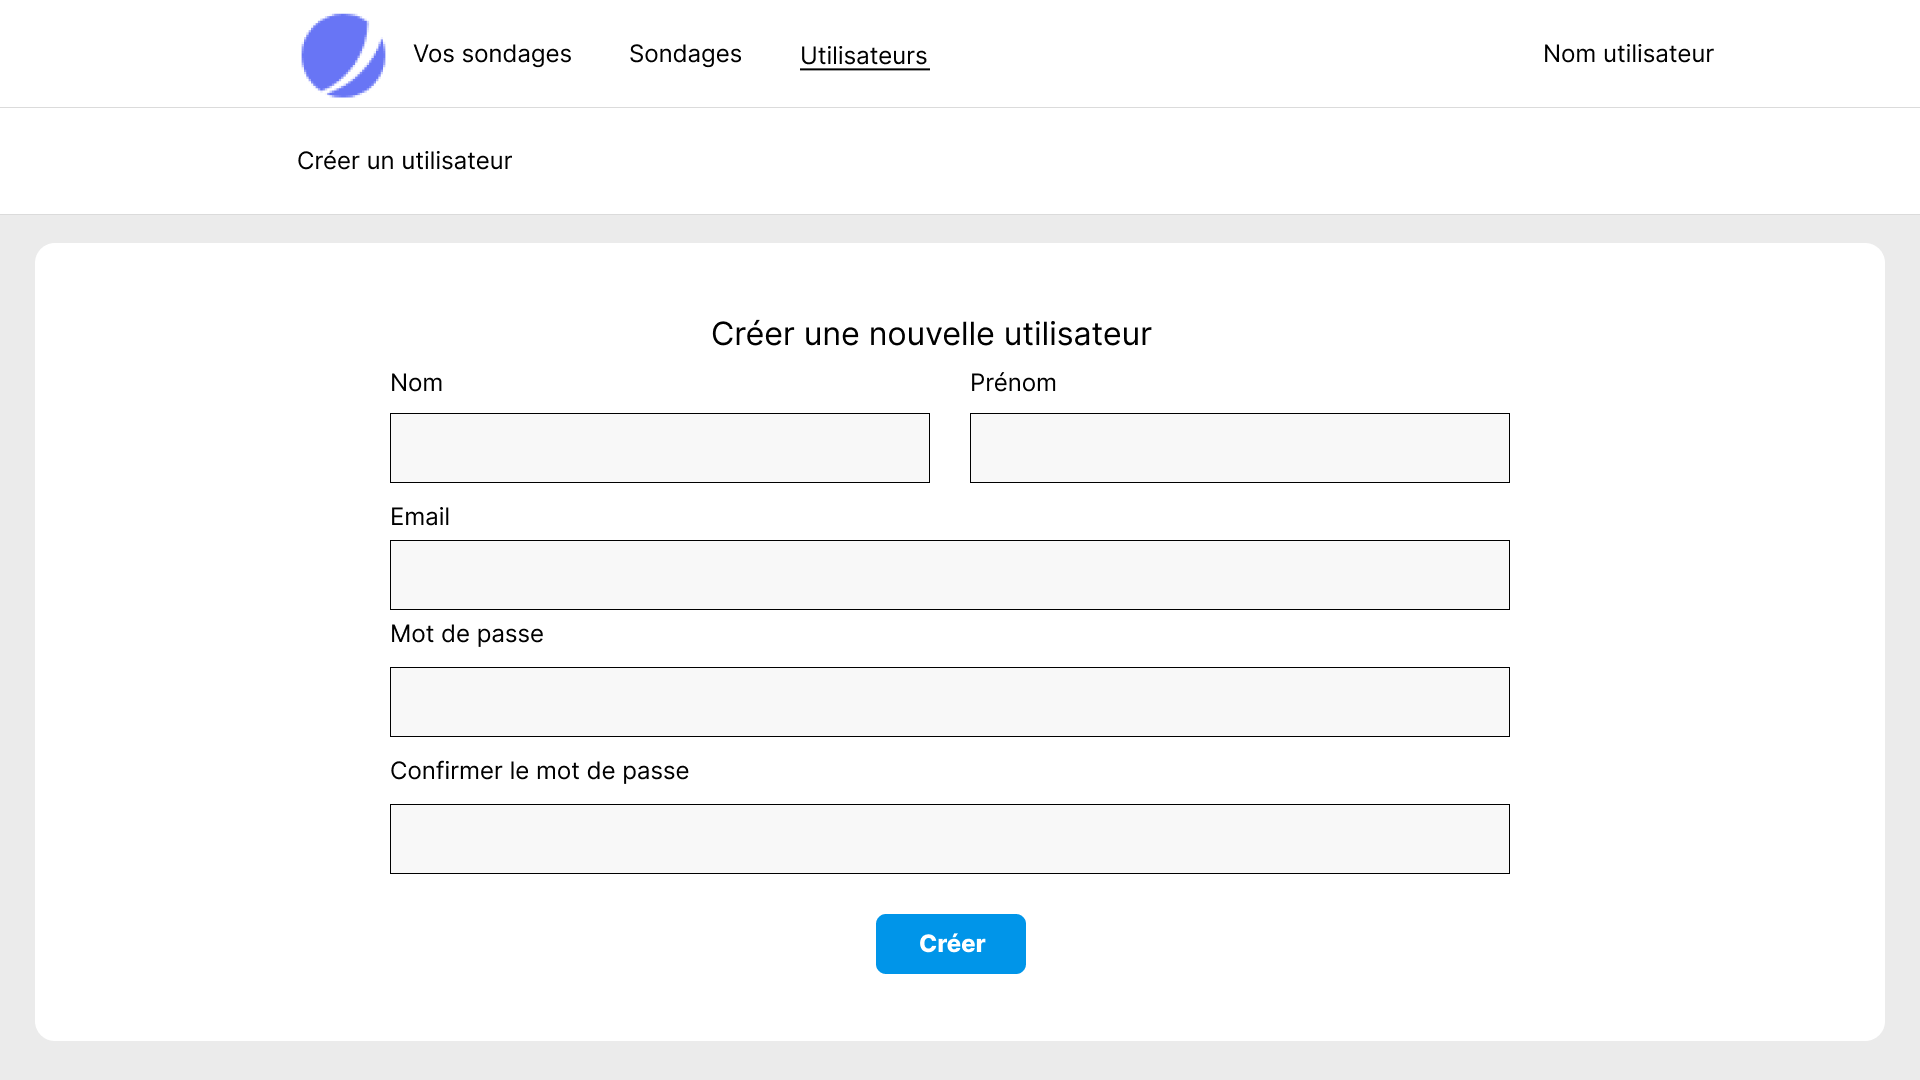 Vos sondages
Sondages
Utilisateurs
Nom utilisateur
Créer un utilisateur
Créer une nouvelle utilisateur
Nom
Prénom
Email
Mot de passe
Confirmer le mot de passe
Créer